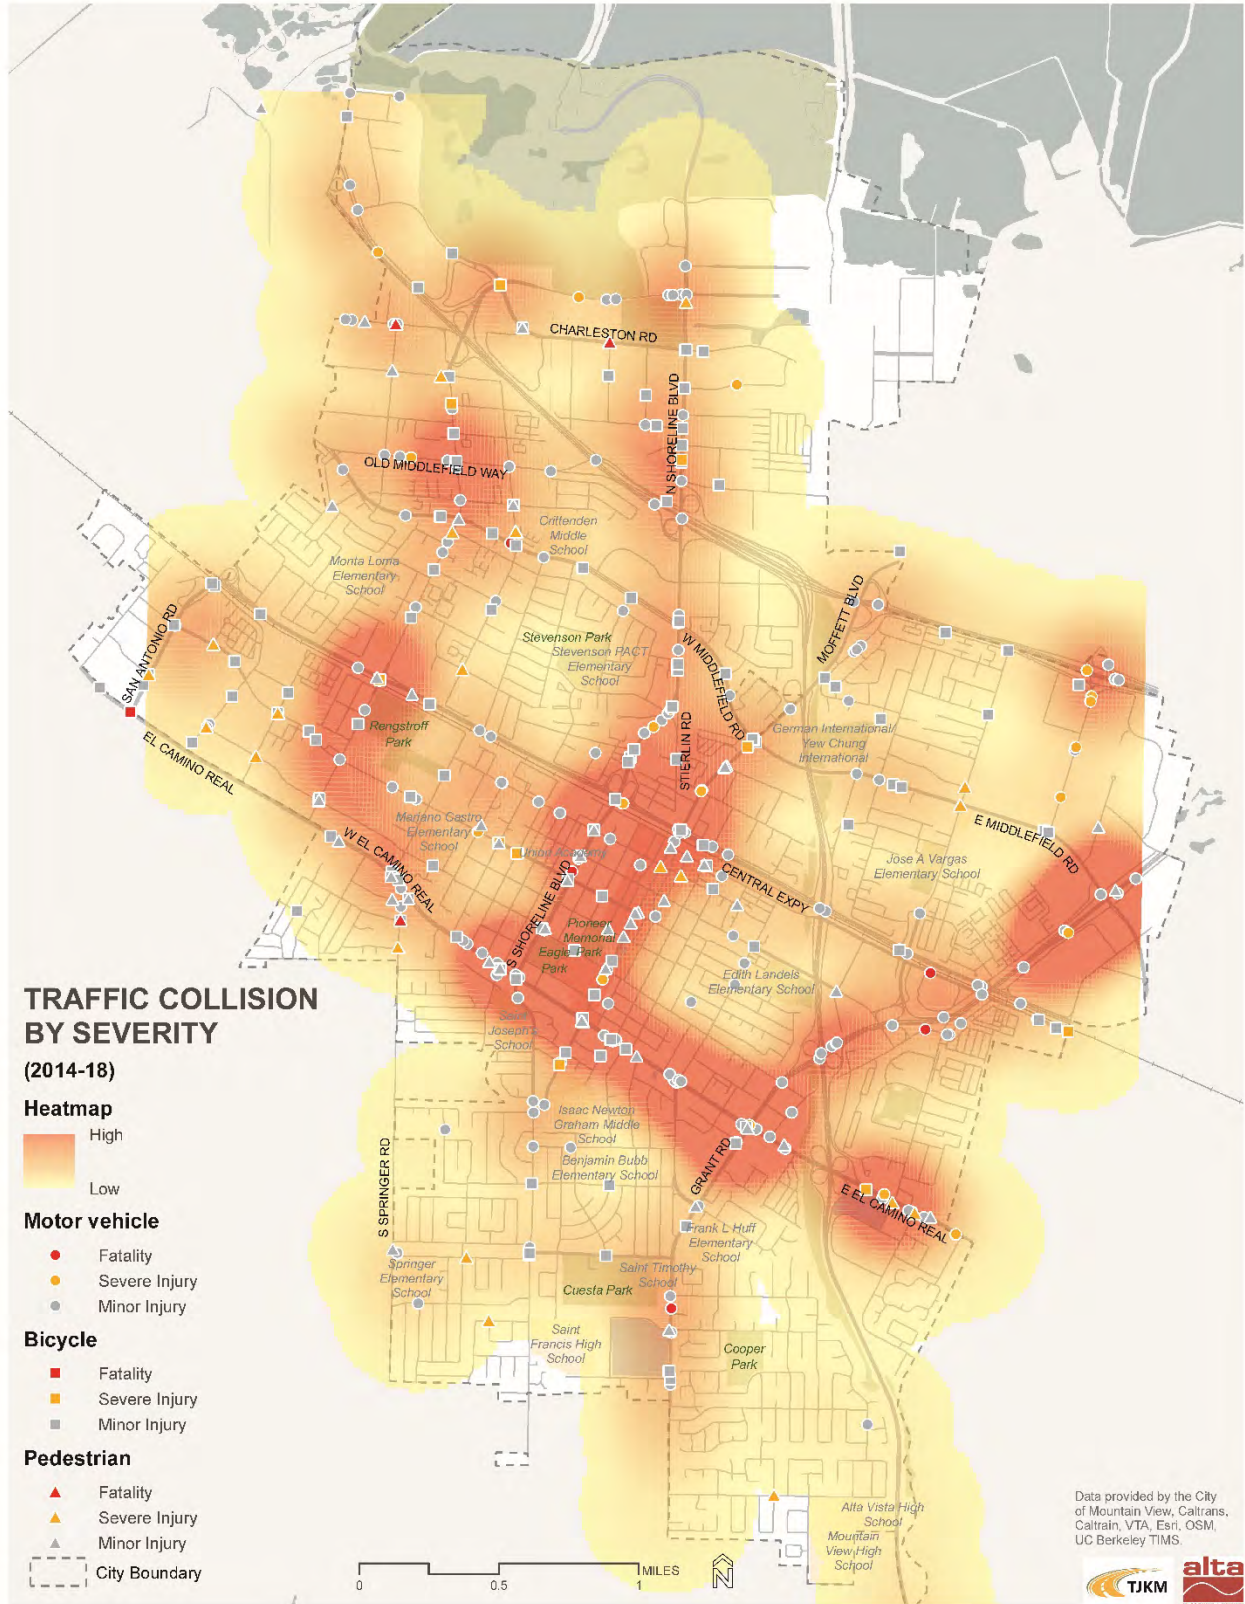 CHARLESTON RD
N SHORELINE BLVD
OLD MIDDLEFIELD WAY
Crittenden
Middle
School
Monta Loma
Elementary
School
MOFFETT BLVD
SAN ANTONIO RD
Stevenson Park
Stevenson PACT
Elementary
School
W MIDDLEFIELD RD
Rengstroff
Park
STIERLIN RD
German International/
Yew Chung
International
EL CAMINO REAL
Mariano Castro
Elementary
School
W EL CAMINO REAL
E MIDDLEFIELD RD
Union Academy
Jose A Vargas
Elementary School
CENTRAL EXPY
S SHORELINE BLVD
Pioneer
Memorial
Eagle Park
Park
Edith Landels
Elementary School
TRAFFIC COLLISION
BY SEVERITY
(2014-18)
Heatmap
High
Low
Motor vehicle
Fatality
Severe Injury
Minor Injury
Bicycle
Fatality
Severe Injury
Minor Injury
Pedestrian
Fatality
Severe Injury
Minor Injury
City Boundary
Saint
Joseph's
School
Isaac Newton
Graham Middle
School
Benjamin Bubb
Elementary School
GRANT RD
S SPRINGER RD
E EL CAMINO REAL
Frank L Huff
Elementary
School
Springer
Elementary
School
Saint Timothy
School
Cuesta Park
Saint
Francis High
School
Cooper
Park
Alta Vista High
School
Mountain
View High
School
0
0.5
1
MILES
N
Data provided by the City
of Mountain View, Caltrans,
Caltrain, VTA, Esri, OSM,
UC Berkeley TIMS.
TJKM
alta